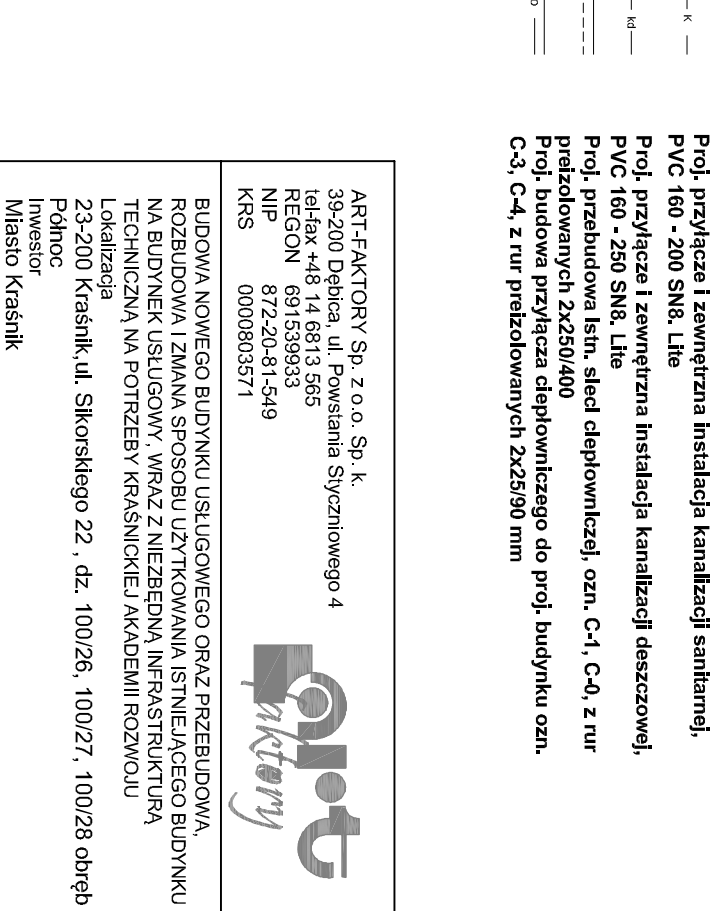 K
kd
Proj. przyłącze i zewnętrzna instalacja kanalizacji sanitarnej,
PVC 160 - 200 SN8. Lite
Proj. przyłącze i zewnętrzna instalacja kanalizacji deszczowej,
PVC 160 - 250 SN8. Lite
Proj. przebudowa Istn. siecI cIepłownIczej, ozn. C-1, C-0, z rur
preizolowanych 2x250/400
Proj. budowa przyłącza ciepłowniczego do proj. budynku ozn.
C-3, C-4, z rur preizolowanych 2x25/90 mm
ART-FAKTORY Sp. z o.o. Sp. k.
39-200 Dębica, ul. Powstania Styczniowego 4
tel-fax +48 14 6813 565
REGON 691539933
NIP 872-20-81-549
KRS 0000803571
art
faktory
BUDOWA NOWEGO BUDYNKU USŁUGOWEGO ORAZ PRZEBUDOWA,
ROZBUDOWA I ZMANA SPOSOBU UŻYTKOWANIA ISTNIEJĄCEGO BUDYNKU
NA BUDYNEK USŁUGOWY, WRAZ Z NIEZBĘDNĄ INFRASTRUKTURĄ
TECHNICZNĄ NA POTRZEBY KRAŚNICKIEJ AKADEMII ROZWOJU
Lokalizacja
23-200 Kraśnik,ul. Sikorskiego 22 , dz. 100/26, 100/27, 100/28 obręb
Północ
Inwestor
Miasto Kraśnik